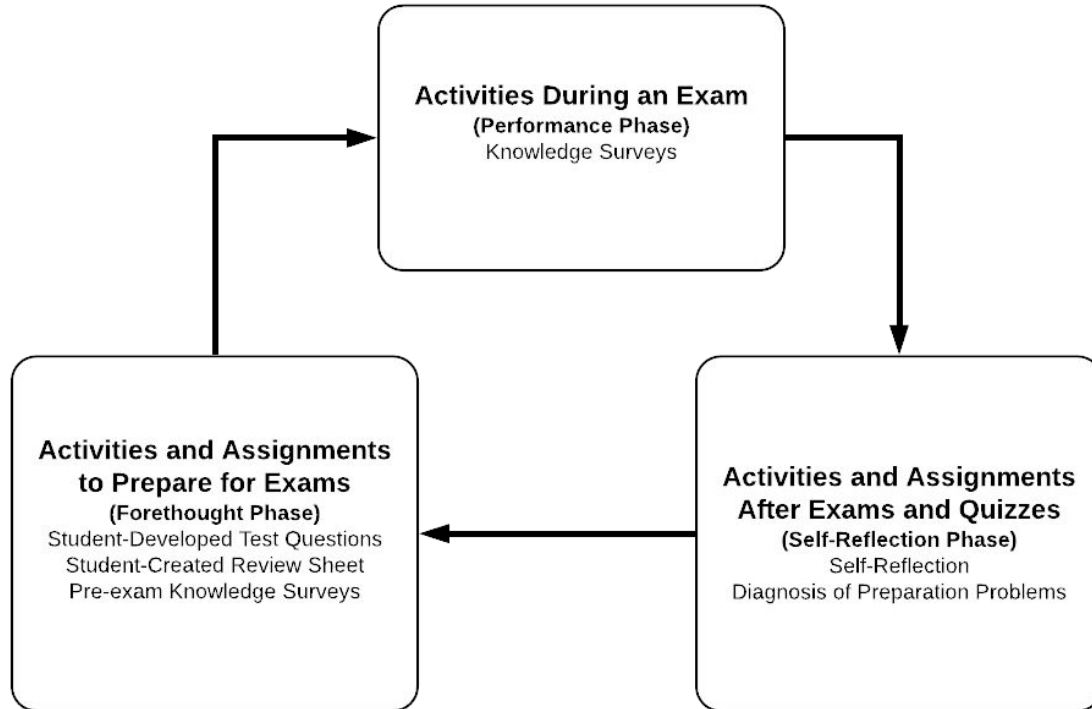 Activities During an Exam
(Performance Phase)
Knowledge Surveys
Activities and Assignments
to Prepare for Exams
(Forethought Phase)
Student-Developed Test Questions
Student-Created Review Sheet
Pre-exam Knowledge Surveys
Activities and Assignments
After Exams and Quizzes
(Self-Reflection Phase)
Self-Reflection
Diagnosis of Preparation Problems